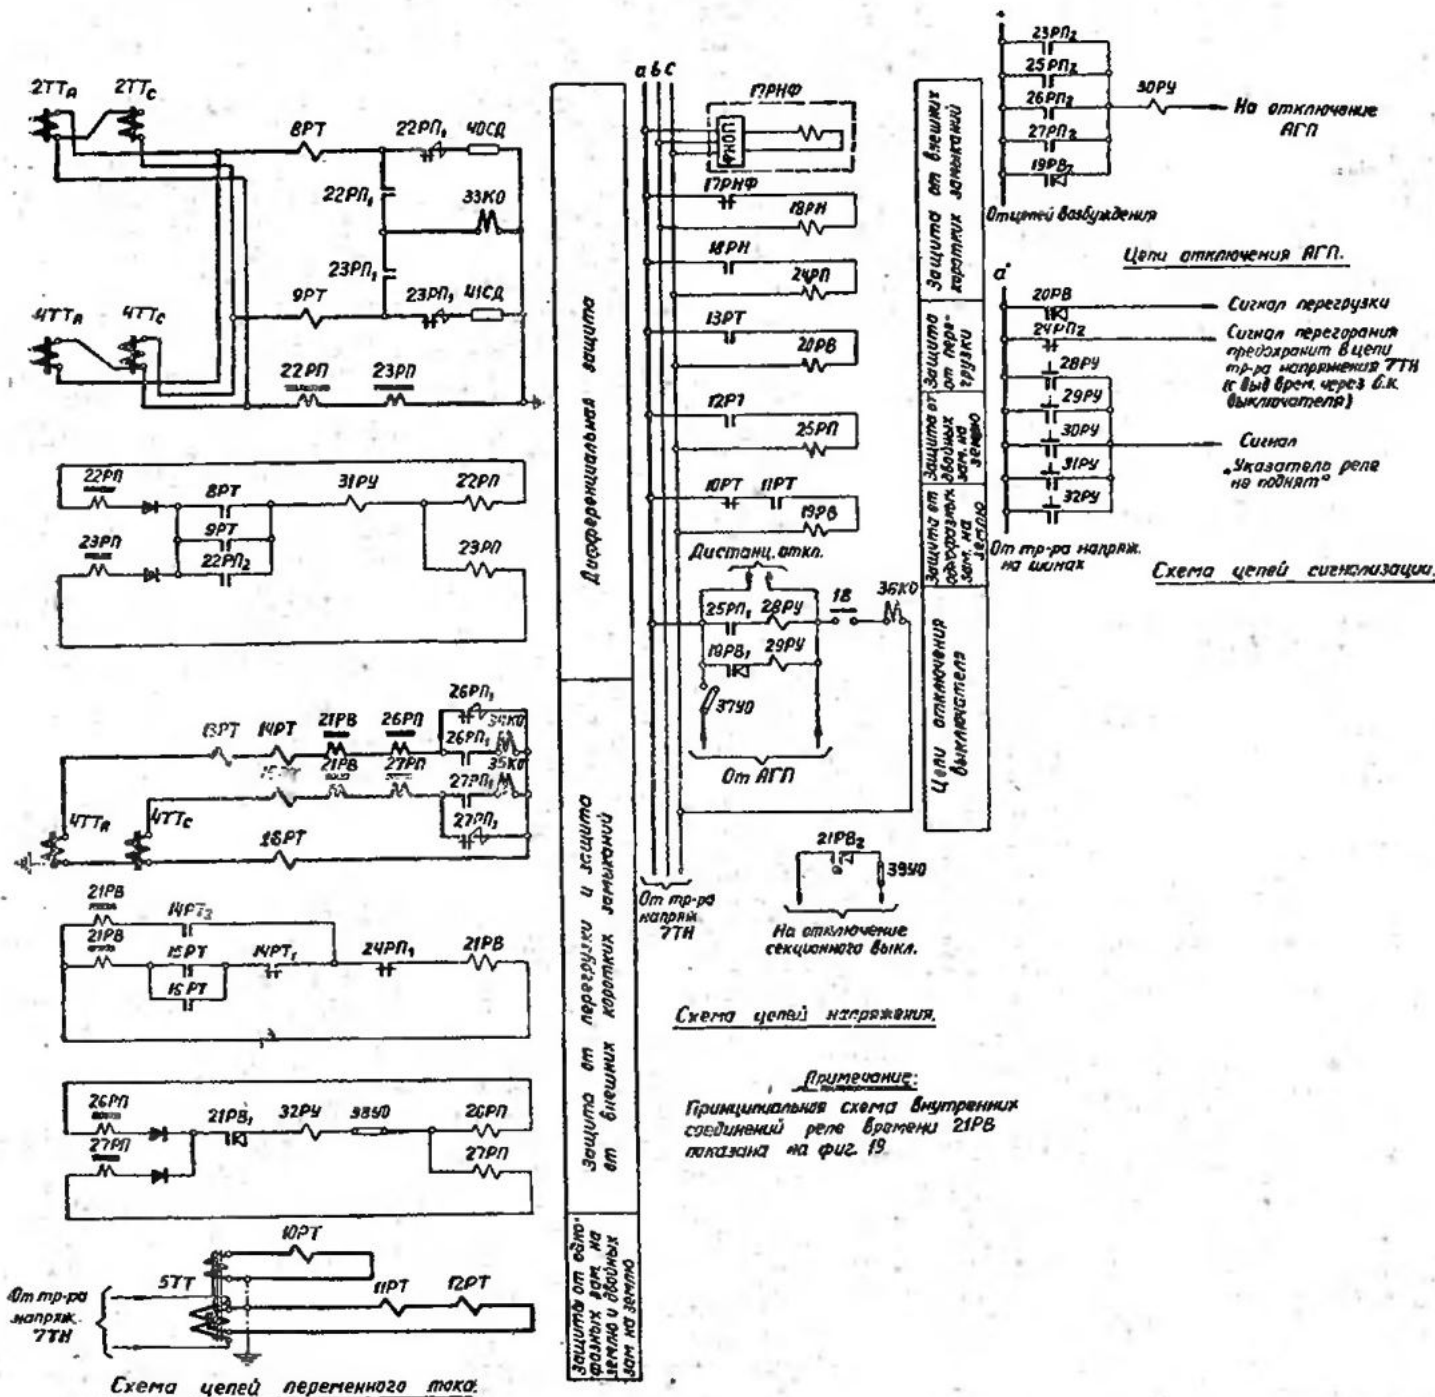 2ТТА
2ТТС
8РТ
22РП₁
40СД
22РП₁
33КО
23РП₁
9РТ
23РП₁
41СД
4ТТА
4ТТС
22РП
23РП
22РП
8РТ
31РУ
22РП
9РТ
23РП
22РП₂
23РП
13РТ
14РТ
21РВ
26РП
26РП₁
34КО
26РП₁
35КО
21РВ
27РП
27РП₁
27РП₁
4ТТА
4ТТС
16РТ
21РВ
14РТ₂
21РВ
15РТ
14РТ₁
24РП₁
21РВ
16РТ
26РП
21РВ₁
32РУ
38УО
26РП
27РП
27РП
10РТ
5ТТ
11РТ
12РТ
От тр-ра
напряж.
7ТН
Схема цепей переменного тока.
Дифференциальная защита
Защита от перегрузки и защита
от внешних коротких замыканий
Защита от одно-
фазных зам. на
землю и двойных
зам на землю
а в с
17РНФ
17РНФ
18РН
18РН
24РП
13РТ
20РВ
12РТ
25РП
10РТ
11РТ
19РВ
Дистанц. откл.
25РП₁
28РУ
1В
36КО
19РВ₁
29РУ
37УО
От АГП
21РВ₂
39УО
От тр-ра
напряж
7ТН
На отключение
секционного выкл.
Схема цепей напряжения.
Примечание:
Принципиальная схема внутренних
соединений реле времени 21РВ
показана на фиг. 19
Защита от внешних
коротких замыканий
Защита
от пере-
грузки
Защита от
двойных
зам. на
землю
Защита от
однофазных
зам. на
землю
Цепи отключения
выключателя
+
23РП₂
25РП₂
26РП₂
27РП₂
19РВ₂
30РУ
На отключение
АГП
От цепей возбуждения
Цепи отключения АГП.
а
20РВ
Сигнал перегрузки
24РП₂
Сигнал перегорания
предохранит в цепи
тр-ра напряжения 7ТН
(с выд врем. через б.к.
выключателя)
28РУ
29РУ
30РУ
Сигнал
31РУ
„Указатель реле
не поднят“
32РУ
От тр-ра напряж.
на шинах
Схема цепей сигнализации.